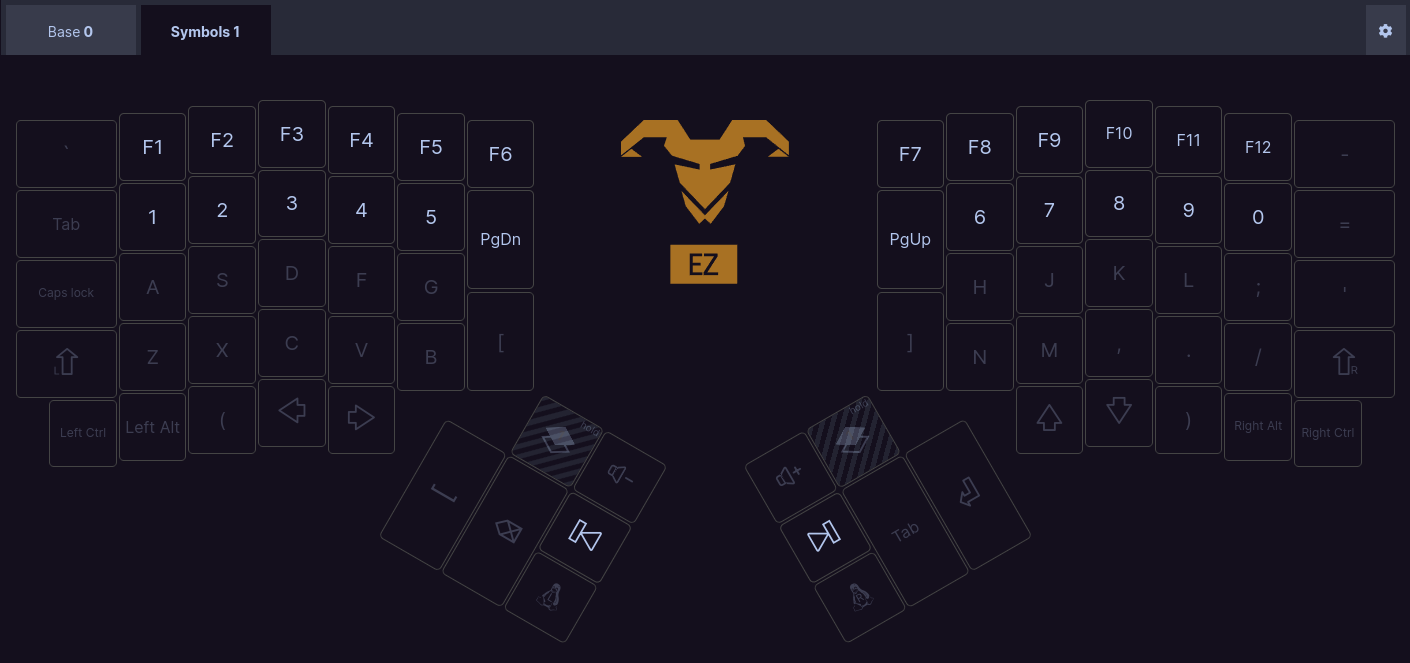 Base 0
Symbols 1
` F1 F2 F3 F4 F5 F6
F7 F8 F9 F10 F11 F12 -
Tab 1 2 3 4 5 PgDn
PgUp 6 7 8 9 0 =
Caps lock A S D F G
H J K L ; '
L Z X C V B [
] N M , . / R
Left Ctrl Left Alt (
) Right Alt Right Ctrl
hold
hold
Tab
L
R
EZ